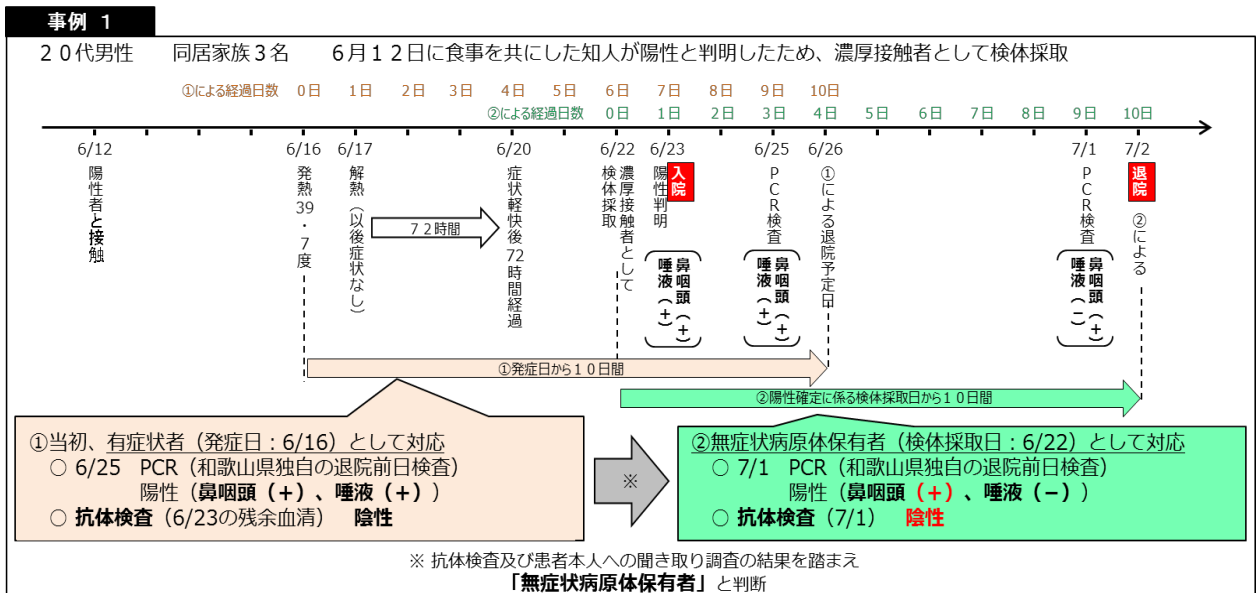 事例 1
20代男性 同居家族3名 6月12日に食事を共にした知人が陽性と判明したため、濃厚接触者として検体採取
①による経過日数 0日 1日 2日 3日 4日 5日 6日 7日 8日 9日 10日
②による経過日数 0日 1日 2日 3日 4日 5日 6日 7日 8日 9日 10日
6/12 6/16 6/17 6/20 6/22 6/23 6/25 6/26 7/1 7/2
陽性者と接触
発熱39・7度
解熱(以後症状なし)
72時間
症状軽快後72時間経過
濃厚接触者として
検体採取
陽性判明
入院
鼻咽頭(+)
唾液(+)
PCR検査
鼻咽頭(+)
唾液(+)
①による退院予定日
PCR検査
鼻咽頭(+)
唾液(-)
退院
②による
①発症日から10日間
②陽性確定に係る検体採取日から10日間
①当初、有症状者(発症日:6/16)として対応
○ 6/25 PCR(和歌山県独自の退院前日検査)
陽性(鼻咽頭(+)、唾液(+))
○ 抗体検査(6/23の残余血清) 陰性
※
②無症状病原体保有者(検体採取日:6/22)として対応
○ 7/1 PCR(和歌山県独自の退院前日検査)
陽性(鼻咽頭(+)、唾液(-))
○ 抗体検査(7/1) 陰性
※ 抗体検査及び患者本人への聞き取り調査の結果を踏まえ
「無症状病原体保有者」と判断